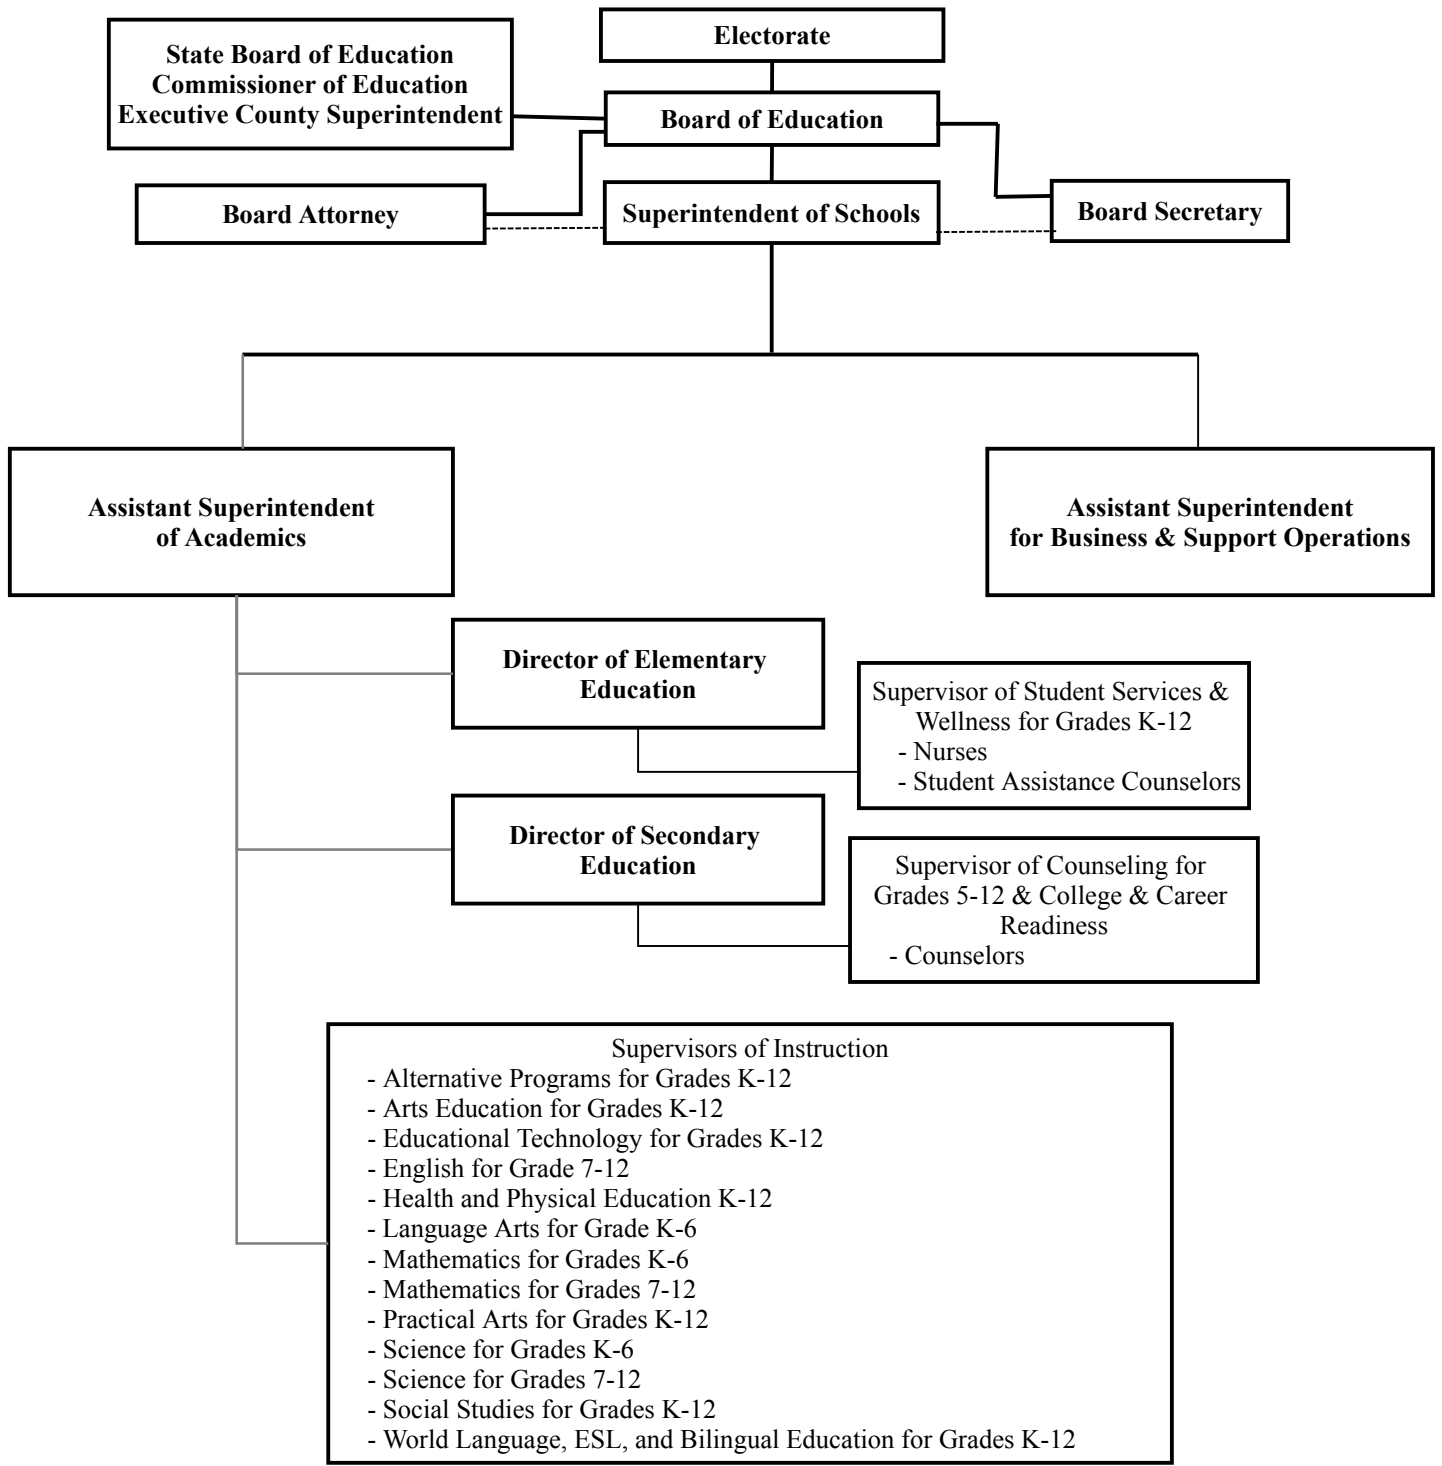 Electorate
State Board of Education
Commissioner of Education
Executive County Superintendent
Board of Education
Board Attorney
Superintendent of Schools
Board Secretary
Assistant Superintendent
of Academics
Assistant Superintendent
for Business & Support Operations
Director of Elementary
Education
Supervisor of Student Services &
Wellness for Grades K-12
- Nurses
- Student Assistance Counselors
Director of Secondary
Education
Supervisor of Counseling for
Grades 5-12 & College & Career
Readiness
- Counselors
Supervisors of Instruction
- Alternative Programs for Grades K-12
- Arts Education for Grades K-12
- Educational Technology for Grades K-12
- English for Grade 7-12
- Health and Physical Education K-12
- Language Arts for Grade K-6
- Mathematics for Grades K-6
- Mathematics for Grades 7-12
- Practical Arts for Grades K-12
- Science for Grades K-6
- Science for Grades 7-12
- Social Studies for Grades K-12
- World Language, ESL, and Bilingual Education for Grades K-12